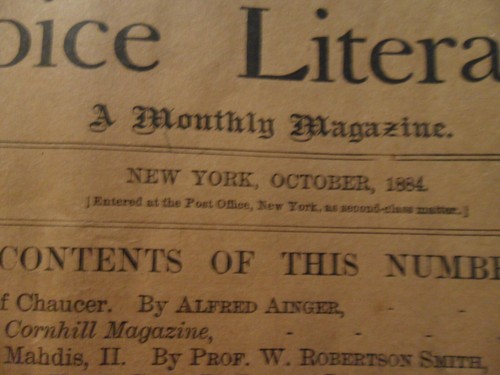 oice Litera
A Monthly Magazine.
NEW YORK, OCTOBER, 1884.
[Entered at the Post Office, New York, as second-class matter.]
CONTENTS OF THIS NUMBE
f Chaucer. By ALFRED AINGER, - - -
Cornhill Magazine, - - - -
Mahdis, II. By PROF. W. ROBERTSON SMITH,